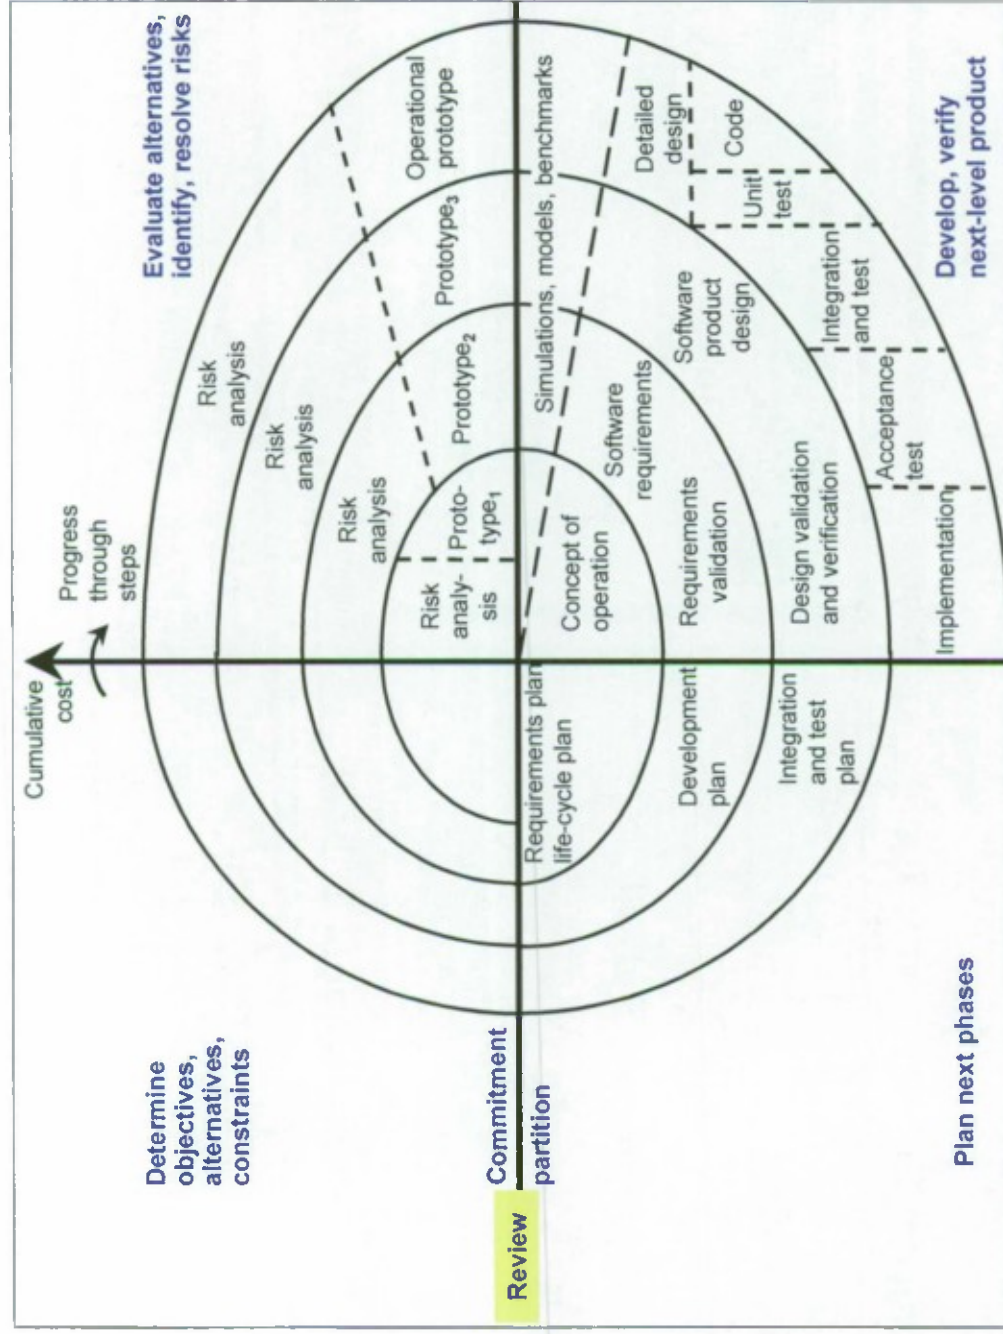 Cumulative
cost
Progress
through
steps
Determine
objectives,
alternatives,
constraints
Evaluate alternatives,
identify, resolve risks
Risk
analysis
Risk
analysis
Risk
analysis
Risk
analy-
sis
Proto-
type₁
Prototype₂
Prototype₃
Operational
prototype
Review
Commitment
partition
Requirements plan
life-cycle plan
Simulations, models, benchmarks
Concept of
operation
Software
requirements
Software
product
design
Detailed
design
Code
Unit
test
Integration
and test
Acceptance
test
Implementation
Development
plan
Requirements
validation
Integration
and test
plan
Design validation
and verification
Plan next phases
Develop, verify
next-level product